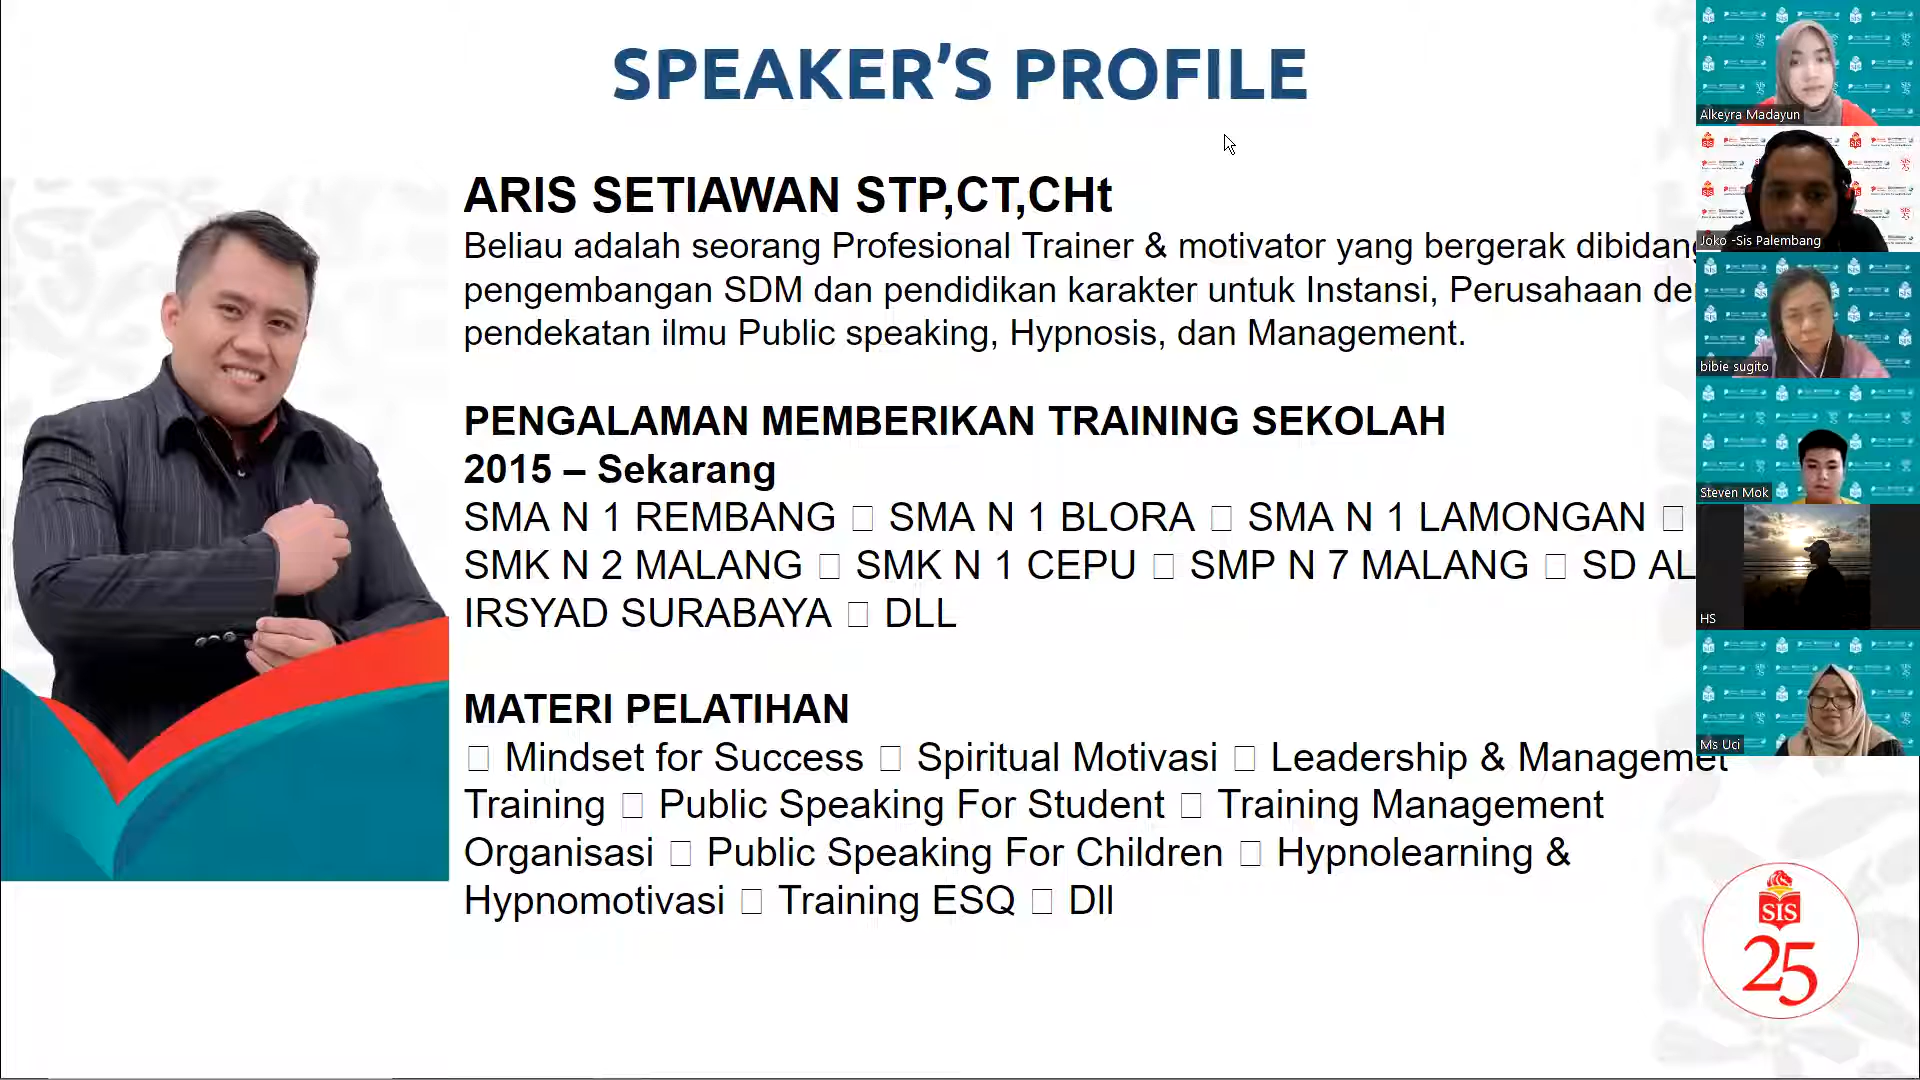 SPEAKER’S PROFILE
ARIS SETIAWAN STP,CT,CHt
Beliau adalah seorang Profesional Trainer & motivator yang bergerak dibidang
pengembangan SDM dan pendidikan karakter untuk Instansi, Perusahaan
pendekatan ilmu Public speaking, Hypnosis, dan Management.
PENGALAMAN MEMBERIKAN TRAINING SEKOLAH
2015 – Sekarang
SMA N 1 REMBANG SMA N 1 BLORA SMA N 1 LAMONGAN
SMK N 2 MALANG SMK N 1 CEPU SMP N 7 MALANG SD AL
IRSYAD SURABAYA DLL
MATERI PELATIHAN
Mindset for Success Spiritual Motivasi Leadership & Managemet
Training Public Speaking For Student Training Management
Organisasi Public Speaking For Children Hypnolearning &
Hypnomotivasi Training ESQ Dll
Alkeyra Madayun
Joko -Sis Palembang
bibie sugito
Steven Mok
HS
Ms Uci
SIS
25